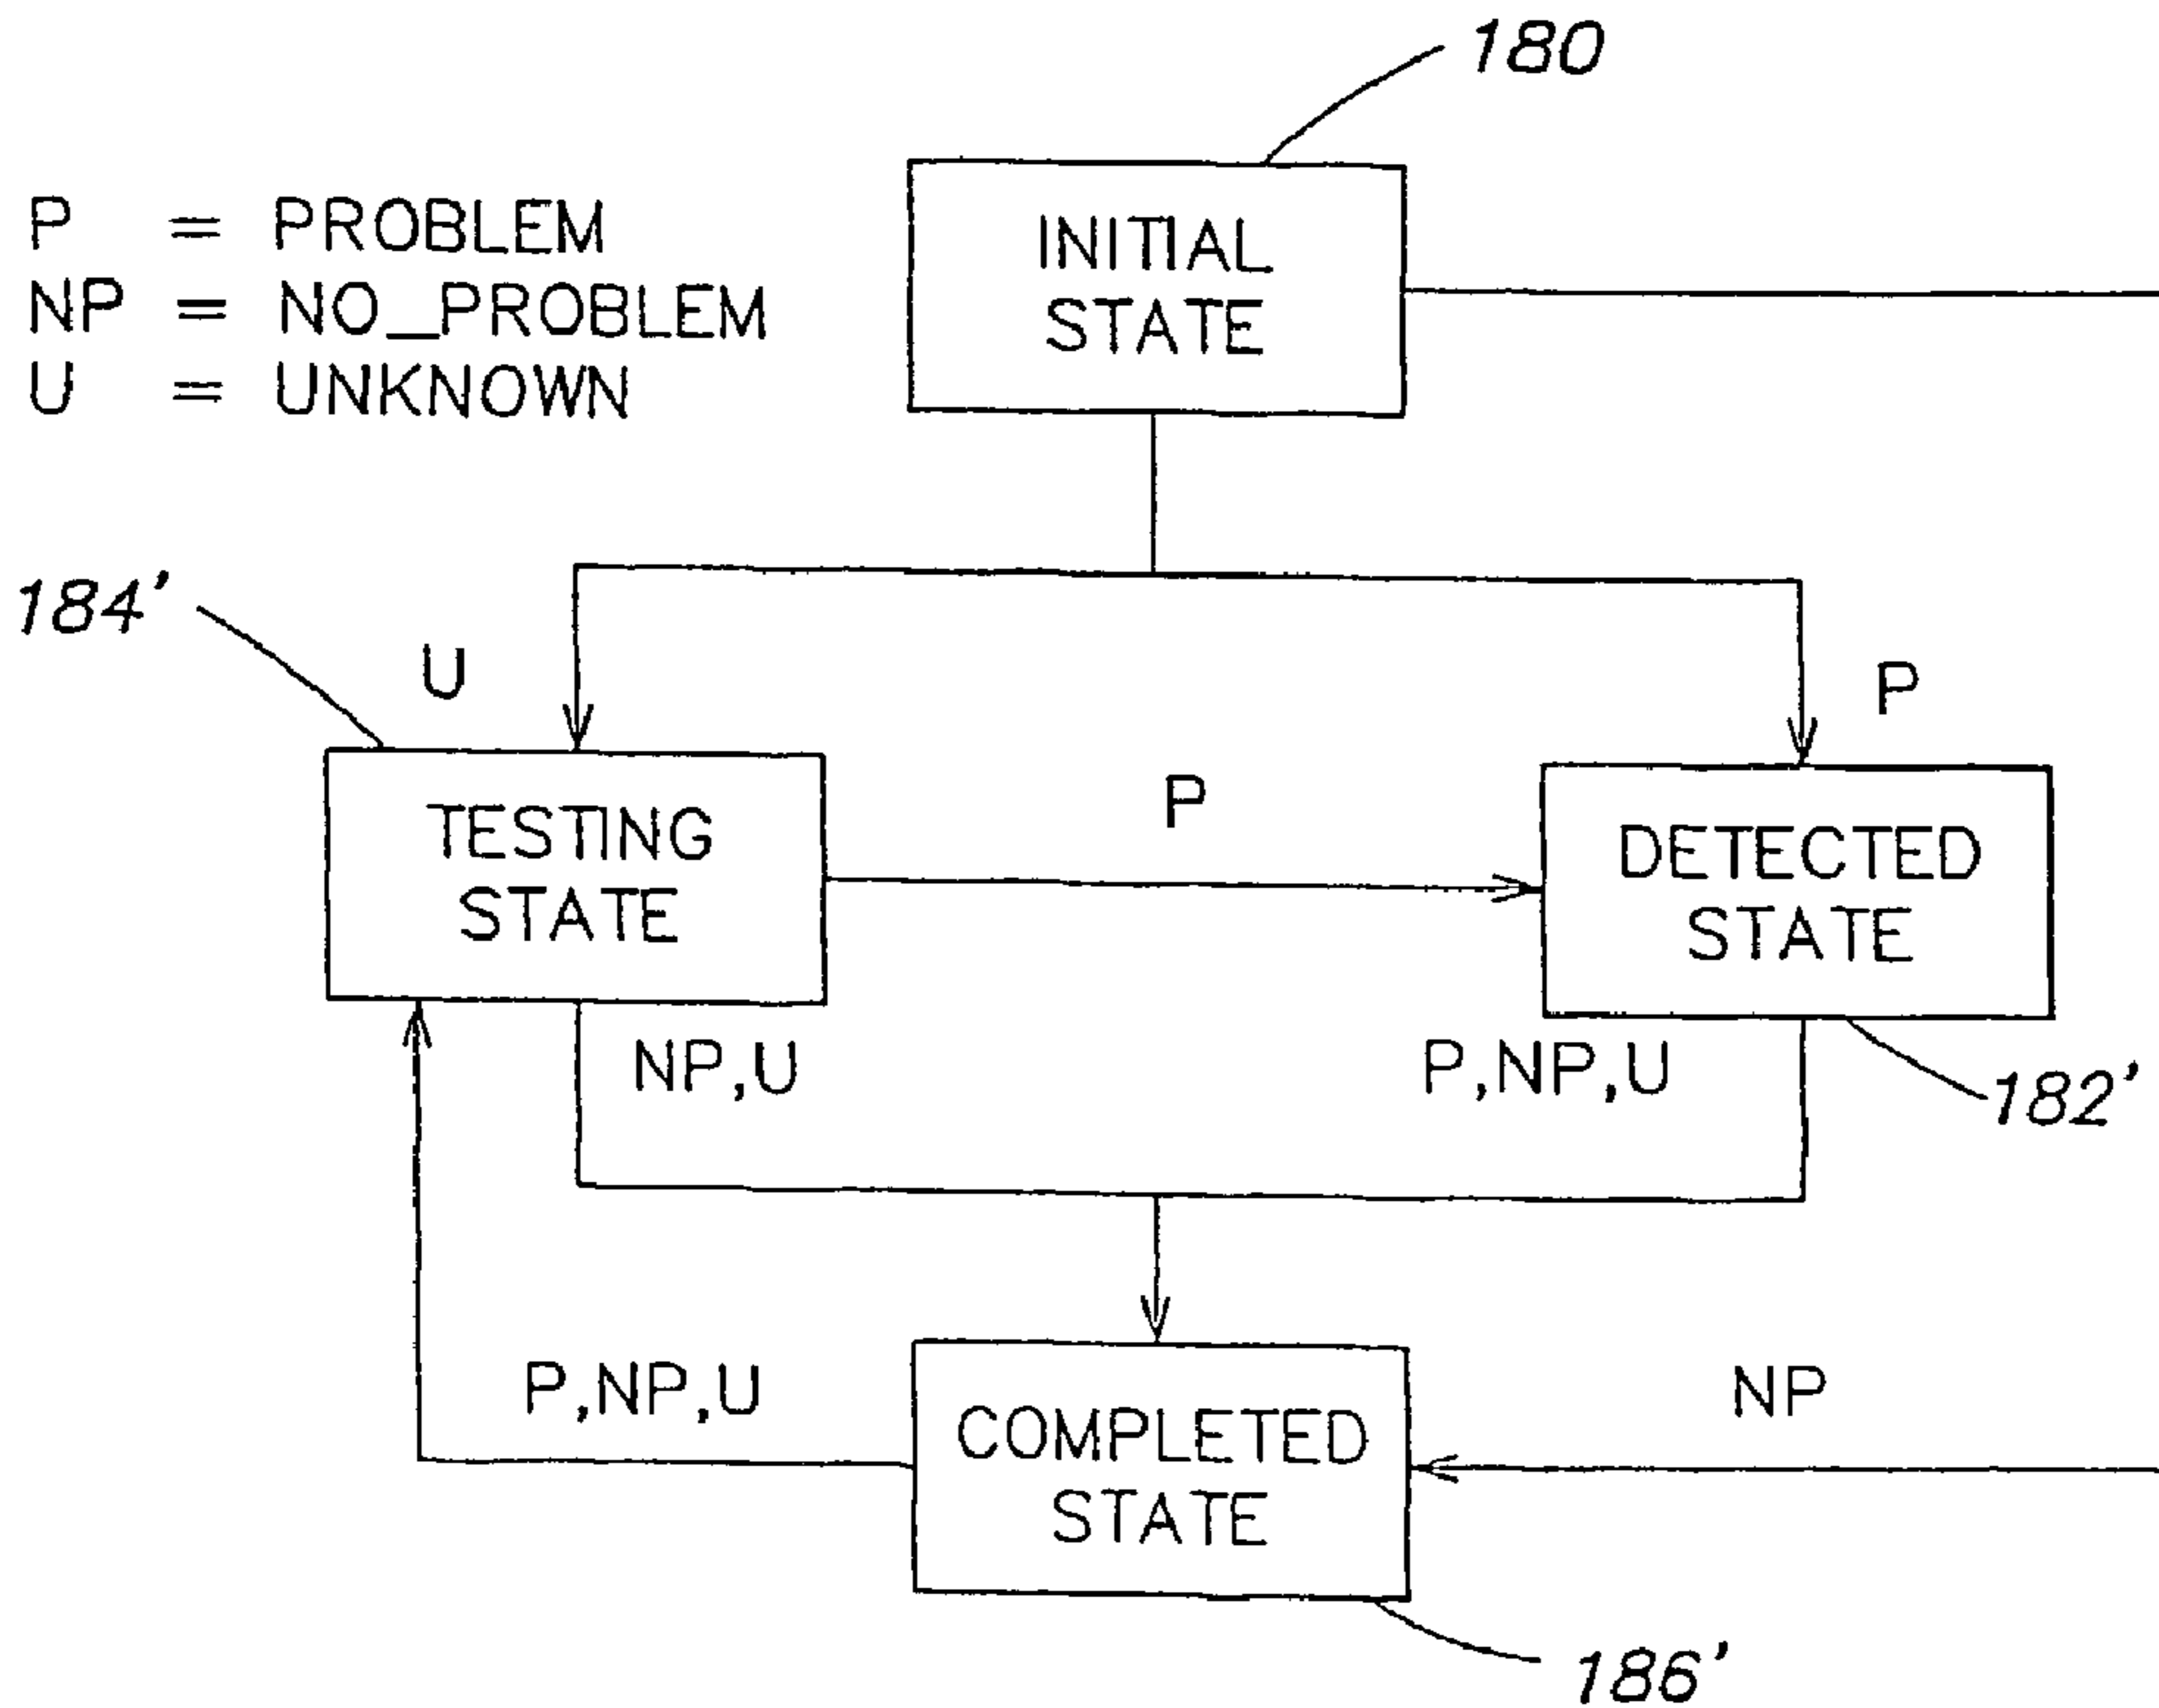 180
P = PROBLEM
NP = NO_PROBLEM
U = UNKNOWN
INITIAL
STATE
184'
U
P
TESTING
STATE
P
DETECTED
STATE
NP,U
P,NP,U
182'
P,NP,U
COMPLETED
STATE
NP
186'